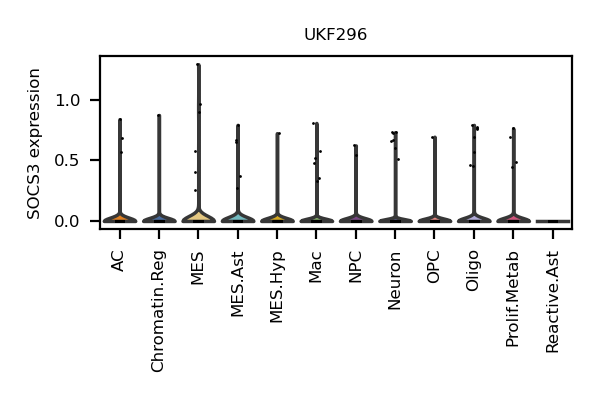 UKF296
SOCS3 expression
1.0
0.5
0.0
AC
Chromatin.Reg
MES
MES.Ast
MES.Hyp
Mac
NPC
Neuron
OPC
Oligo
Prolif.Metab
Reactive.Ast